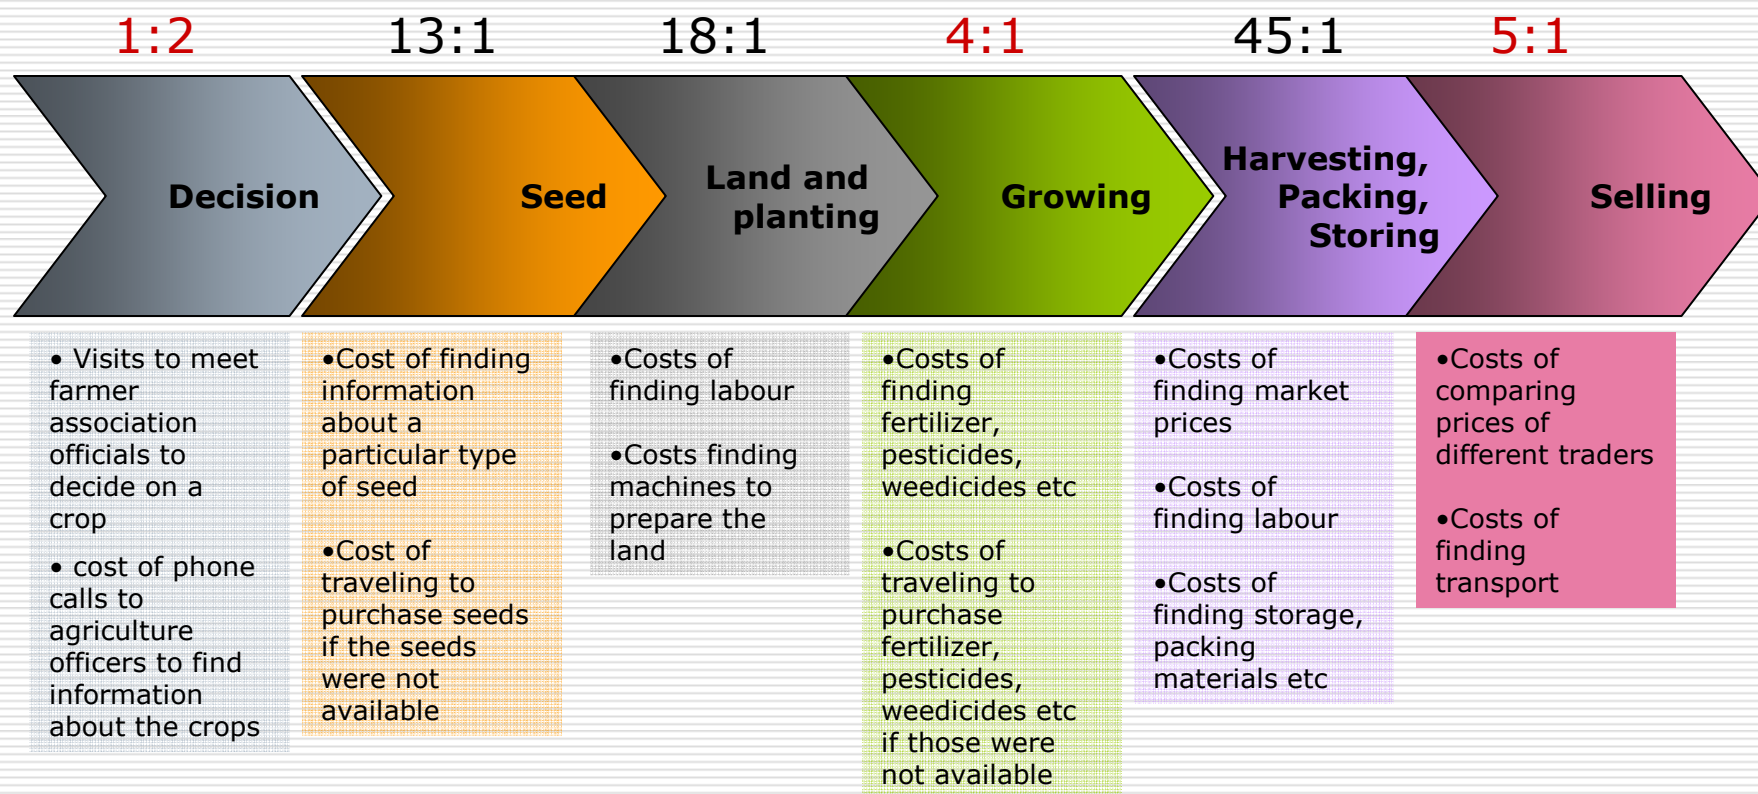 1:2
13:1
18:1
4:1
45:1
5:1
Decision
Seed
Land and
planting
Growing
Harvesting,
Packing,
Storing
Selling
• Visits to meet
farmer
association
officials to
decide on a
crop
• cost of phone
calls to
agriculture
officers to find
information
about the crops
•Cost of finding
information
about a
particular type
of seed
•Cost of
traveling to
purchase seeds
if the seeds
were not
available
•Costs of
finding labour
•Costs finding
machines to
prepare the
land
•Costs of
finding
fertilizer,
pesticides,
weedicides etc
•Costs of
traveling to
purchase
fertilizer,
pesticides,
weedicides etc
if those were
not available
•Costs of
finding market
prices
•Costs of
finding labour
•Costs of
finding storage,
packing
materials etc
•Costs of
comparing
prices of
different traders
•Costs of
finding
transport